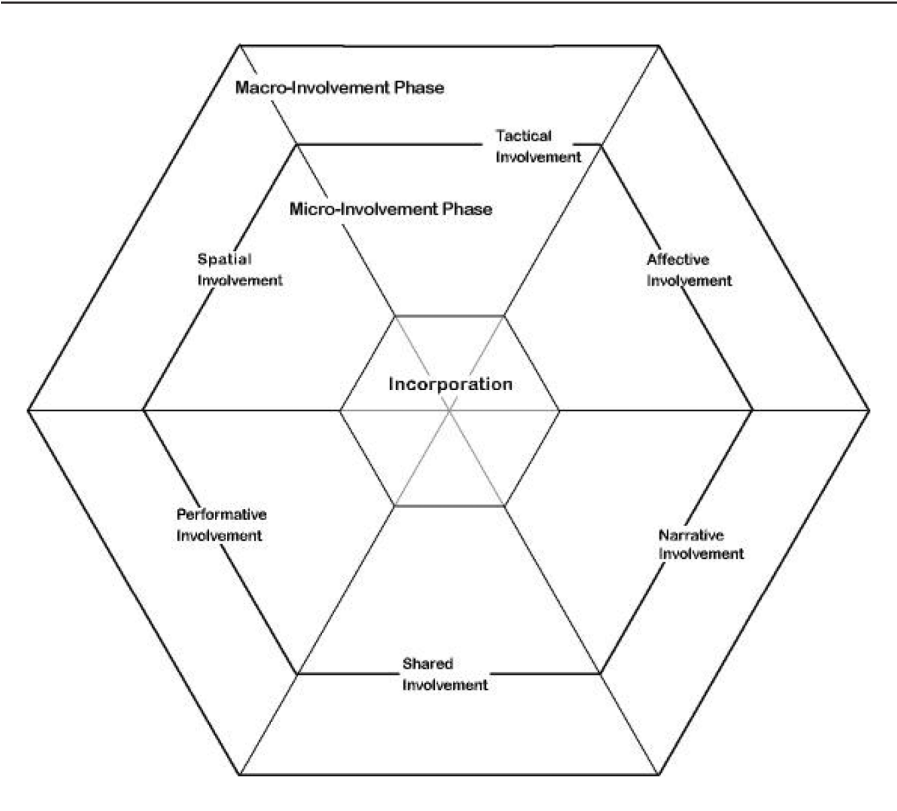 Macro-Involvement Phase
Tactical
Involvement
Micro-Involvement Phase
Spatial
Involvement
Affective
Involvement
Incorporation
Performative
Involvement
Narrative
Involvement
Shared
Involvement